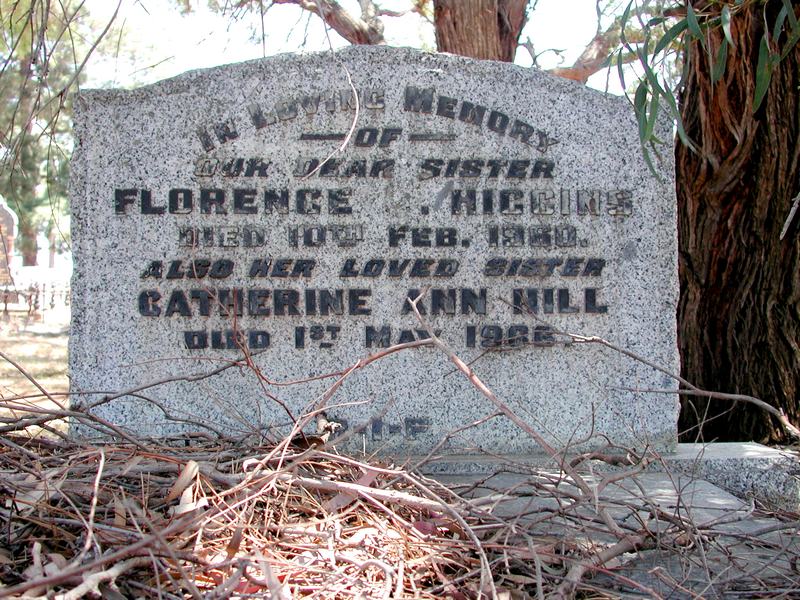 IN LOVING MEMORY
OF
OUR DEAR SISTER
FLORENCE . HIGGINS
DIED 10TH FEB. 1960.
ALSO HER LOVED SISTER
CATHERINE ANN HILL
DIED 1ST MAY